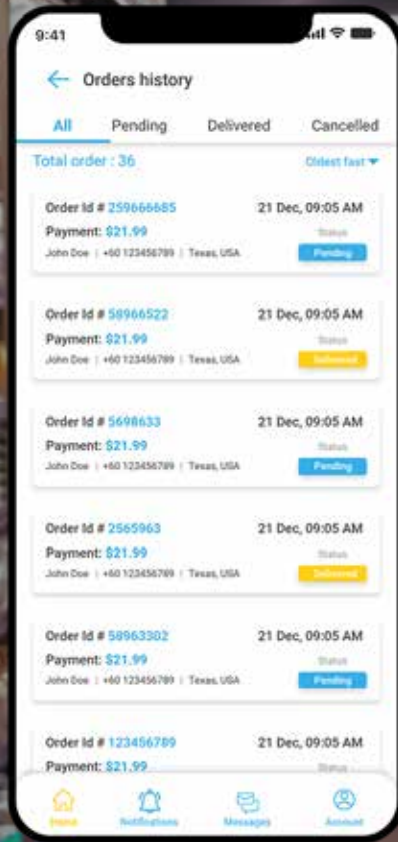 9:41
Orders history
All Pending Delivered Cancelled
Total order : 36 Oldest fast
Order Id # 259666685 21 Dec, 09:05 AM
Payment: $21.99 Status
John Doe | +60 123456789 | Texas, USA Pending
Order Id # 58966522 21 Dec, 09:05 AM
Payment: $21.99 Status
John Doe | +60 123456789 | Texas, USA Delivered
Order Id # 5698633 21 Dec, 09:05 AM
Payment: $21.99 Status
John Doe | +60 123456789 | Texas, USA Pending
Order Id # 2565963 21 Dec, 09:05 AM
Payment: $21.99 Status
John Doe | +60 123456789 | Texas, USA Delivered
Order Id # 58963302 21 Dec, 09:05 AM
Payment: $21.99 Status
John Doe | +60 123456789 | Texas, USA Pending
Order Id # 123456789 21 Dec, 09:05 AM
Payment: $21.99 Status
Home Notifications Messages Account